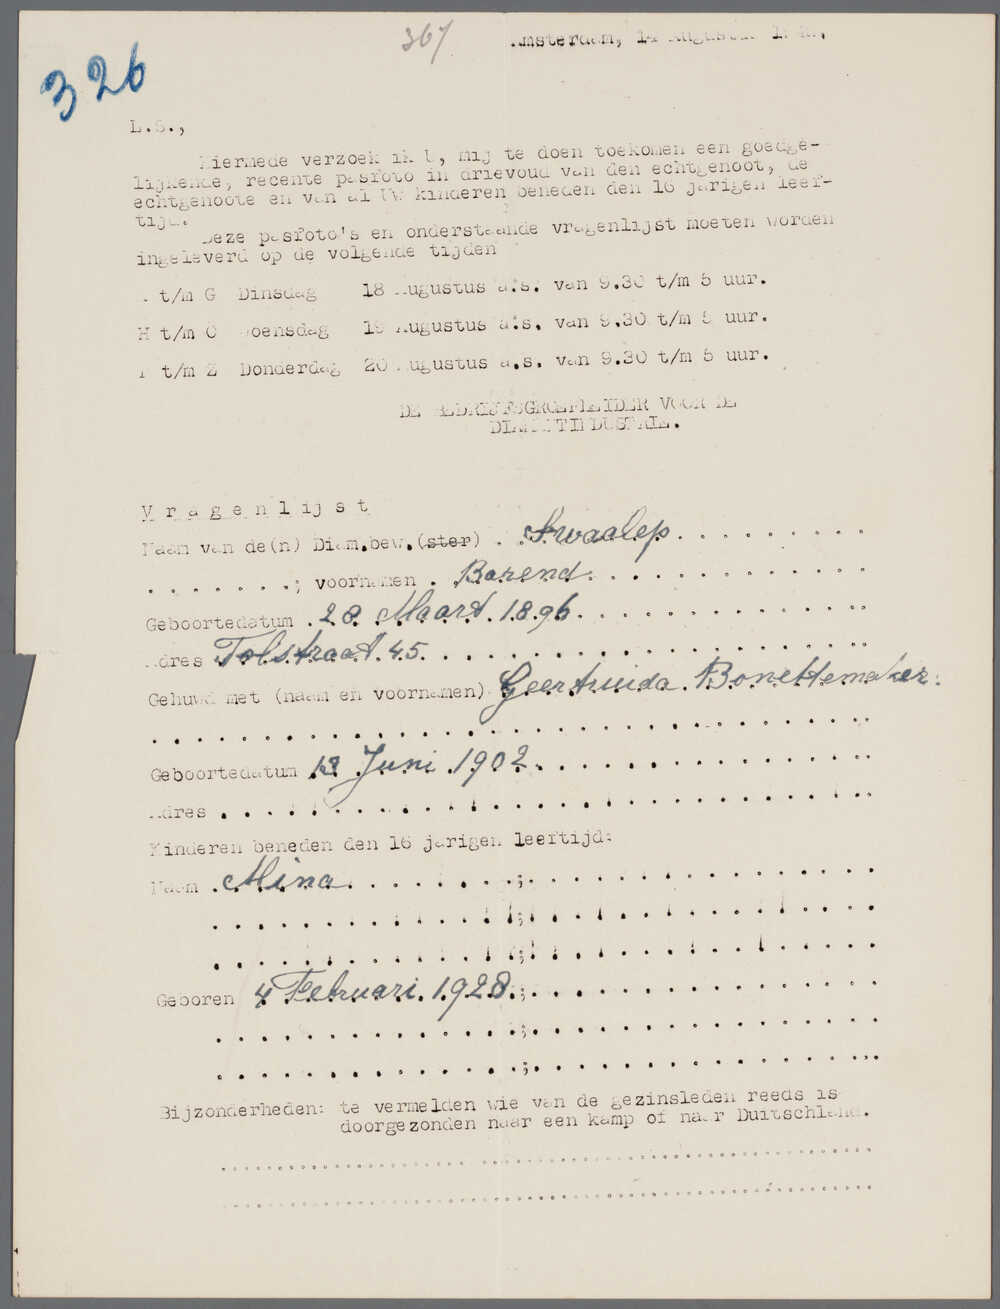 367
326
Amsterdam, 14 Augustus
L.S.,
Hiermede verzoek ik U, mij te doen toekomen een goedge-
lijkende, recente pasfoto in drievoud van den echtgenoot, de
echtgenoote en van al Uw kinderen beneden den 16 jarigen leef-
tijd.
Deze pasfoto's en onderstaande vragenlijst moeten worden
ingeleverd op de volgende tijden
A t/m G Dinsdag 18 Augustus a.s. van 9.30 t/m 5 uur.
H t/m O Woensdag 19 Augustus a.s. van 9.30 t/m 5 uur.
P t/m Z Donderdag 20 Augustus a.s. van 9.30 t/m 5 uur.
DE BEDRIJFSGROEPLEIDER VOOR DE
DIAMANTINDUSTRIE.
Vragenlijst
Naam van de(n) Diam.bew.(ster) . . Swaalep . . . . . . . . .
. . . . . . . ; voornamen . Barend. . . . . . . . . . . . .
Geboortedatum . 28 Maart 1896. . . . . . . . . . . . . .
Adres Tolstraat 45. . . . . . . . . . . . . . . . . . . .
Gehuwd met (naam en voornamen) Geertruida Bonettemaker.
. . . . . . . . . . . . . . . . . . . . . . . . . . . . . . . .
Geboortedatum 18 Juni 1902. . . . . . . . . . . . . . . .
Adres . . . . . . . . . . . . . . . . . . . . . . . . . . . . .
Kinderen beneden den 16 jarigen leeftijd:
Naam . Mina. . . . . . . . ; . . . . . . . . . . . . . . . .
. . . . . . . . . . . . . . ; . . . . . . . . . . . . . . . .
. . . . . . . . . . . . . . ; . . . . . . . . . . . . . . . .
Geboren 4 Februari 1928. ; . . . . . . . . . . . . . . . .
. . . . . . . . . . . . . . ; . . . . . . . . . . . . . . . .
. . . . . . . . . . . . . . ; . . . . . . . . . . . . . . . .
Bijzonderheden: te vermelden wie van de gezinsleden reeds is
doorgezonden naar een kamp of naar Duitschland.
. . . . . . . . . . . . . . . . . . . . . . . . . . . . . . . .
. . . . . . . . . . . . . . . . . . . . . . . . . . . . . . . .